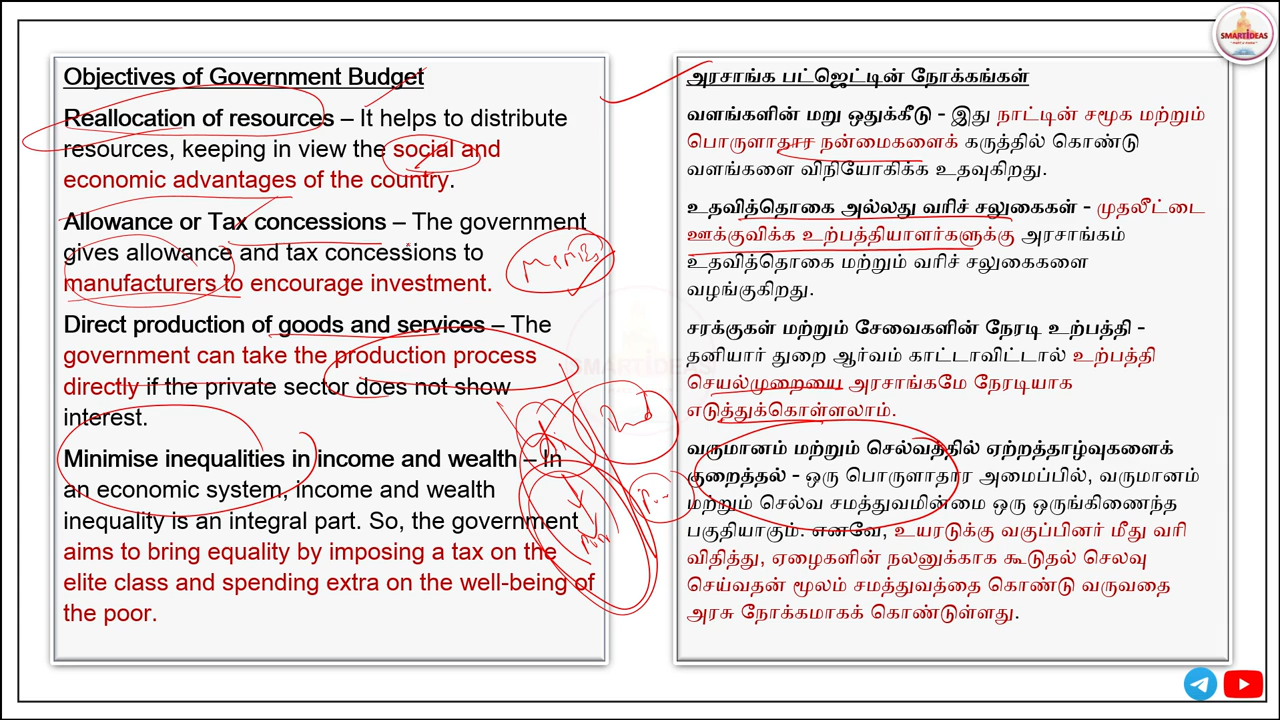 SMARTIDEAS
Objectives of Government Budget
Reallocation of resources – It helps to distribute
resources, keeping in view the social and
economic advantages of the country.
Allowance or Tax concessions – The government
gives allowance and tax concessions to
manufacturers to encourage investment.
Direct production of goods and services – The
government can take the production process
directly if the private sector does not show
interest.
Minimise inequalities in income and wealth – In
an economic system, income and wealth
inequality is an integral part. So, the government
aims to bring equality by imposing a tax on the
elite class and spending extra on the well-being of
the poor.
அரசாங்க பட்ஜெட்டின் நோக்கங்கள்
வளங்களின் மறு ஒதுக்கீடு - இது நாட்டின் சமூக மற்றும்
பொருளாதார நன்மைகளைக் கருத்தில் கொண்டு
வளங்களை விநியோகிக்க உதவுகிறது.
உதவித்தொகை அல்லது வரிச் சலுகைகள் - முதலீட்டை
ஊக்குவிக்க உற்பத்தியாளர்களுக்கு அரசாங்கம்
உதவித்தொகை மற்றும் வரிச் சலுகைகளை
வழங்குகிறது.
சரக்குகள் மற்றும் சேவைகளின் நேரடி உற்பத்தி -
தனியார் துறை ஆர்வம் காட்டாவிட்டால் உற்பத்தி
செயல்முறையை அரசாங்கமே நேரடியாக
எடுத்துக்கொள்ளலாம்.
வருமானம் மற்றும் செல்வத்தில் ஏற்றத்தாழ்வுகளைக்
குறைத்தல் - ஒரு பொருளாதார அமைப்பில், வருமானம்
மற்றும் செல்வ சமத்துவமின்மை ஒரு ஒருங்கிணைந்த
பகுதியாகும். எனவே, உயரடுக்கு வகுப்பினர் மீது வரி
விதித்து, ஏழைகளின் நலனுக்காக கூடுதல் செலவு
செய்வதன் மூலம் சமத்துவத்தை கொண்டு வருவதை
அரசு நோக்கமாகக் கொண்டுள்ளது.
SMARTIDEAS